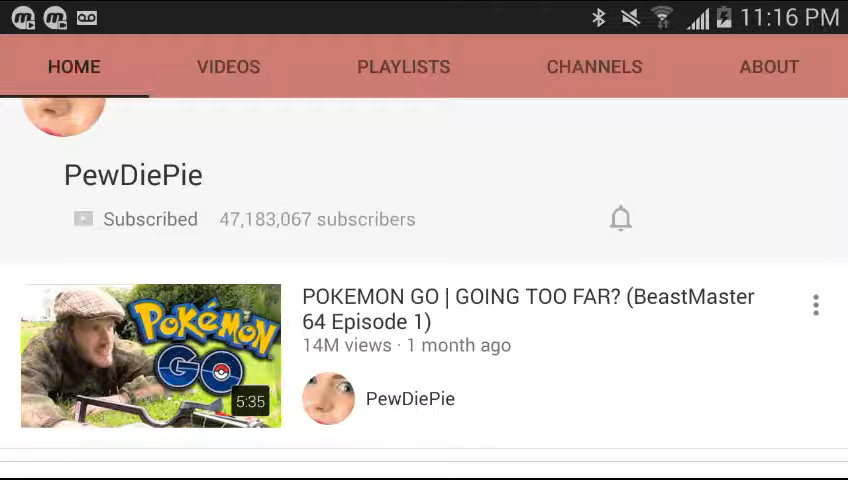 11:16 PM
HOME VIDEOS PLAYLISTS CHANNELS ABOUT
PewDiePie
Subscribed 47,183,067 subscribers
POKÉMON
GO
5:35
POKEMON GO | GOING TOO FAR? (BeastMaster
64 Episode 1)
14M views · 1 month ago
PewDiePie